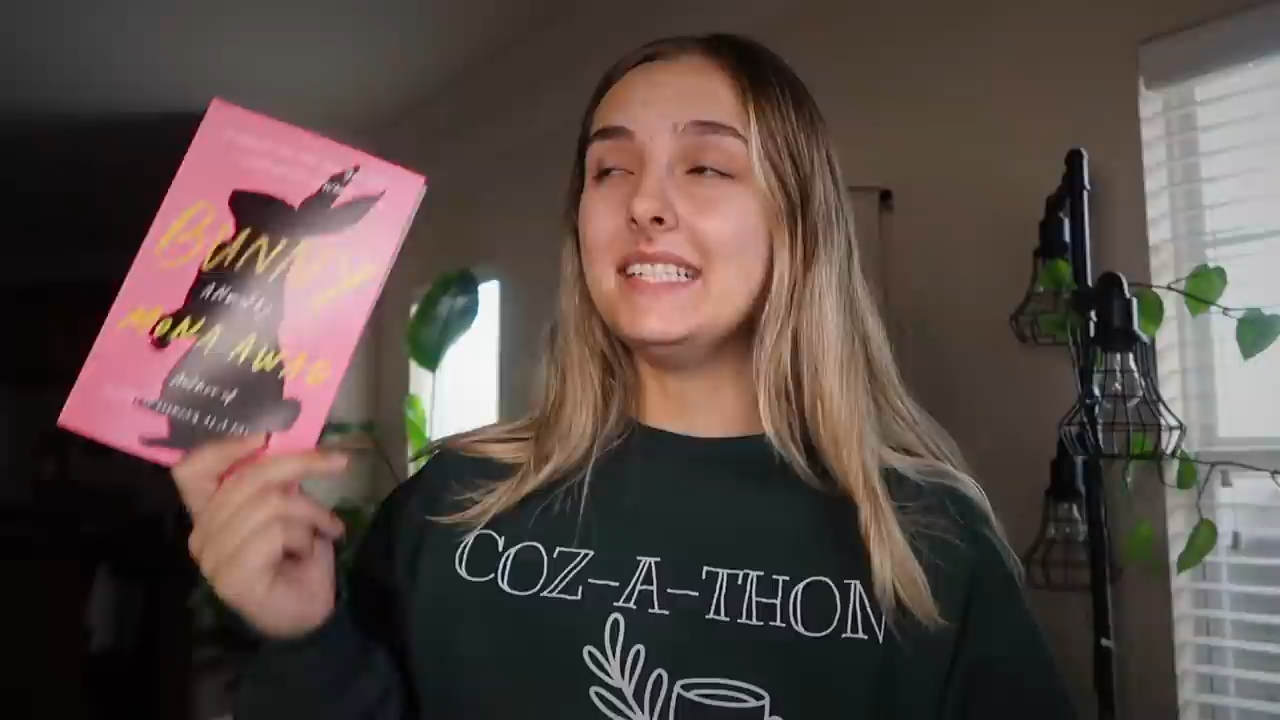 BUNNY
A NOVEL
MONA AWAD
AUTHOR OF
COZ-A-THON